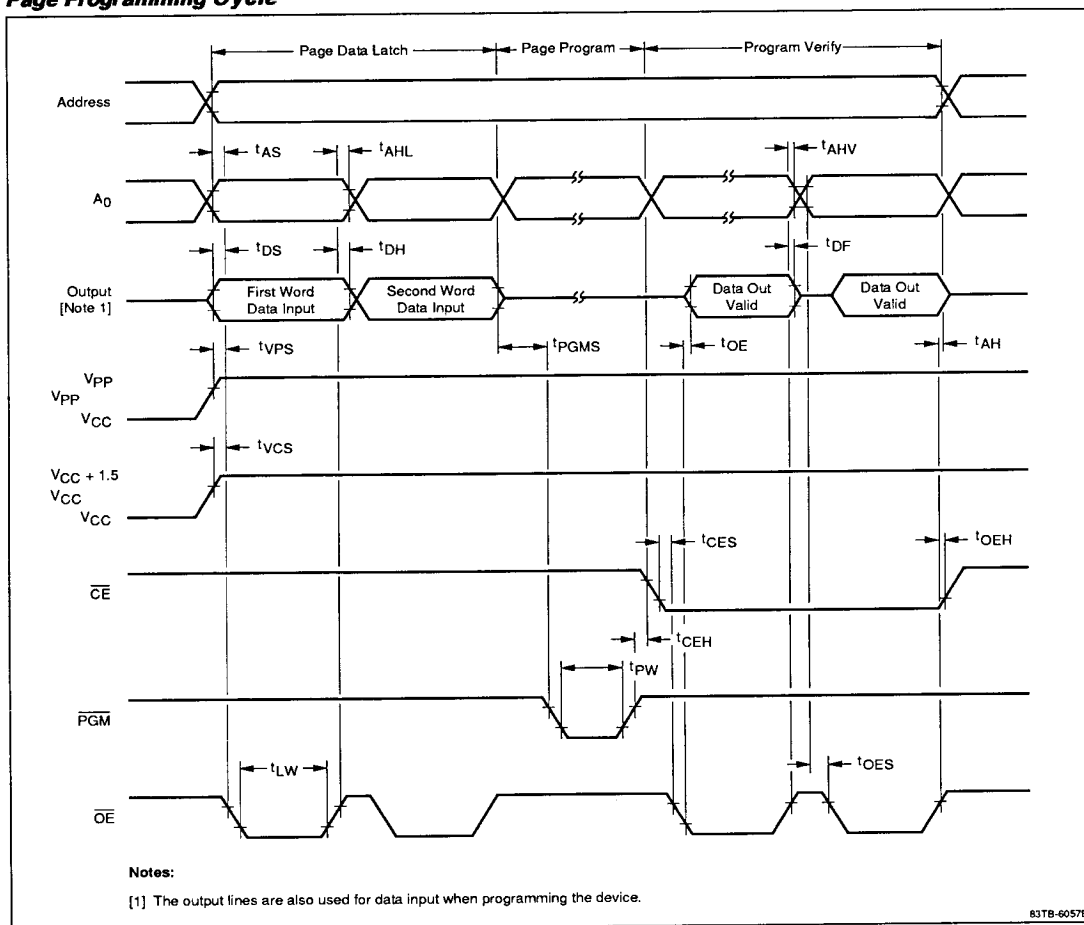 Page Programming Cycle
Page Data Latch
Page Program
Program Verify
Address
tAS
tAHL
tAHV
A0
tDS
tDH
tDF
Output
[Note 1]
First Word
Data Input
Second Word
Data Input
Data Out
Valid
Data Out
Valid
tVPS
tPGMS
tOE
tAH
VPP
VPP
VCC
tVCS
VCC + 1.5
VCC
VCC
tCES
tOEH
CE
tCEH
tPW
PGM
tLW
tOES
OE
Notes:
[1] The output lines are also used for data input when programming the device.